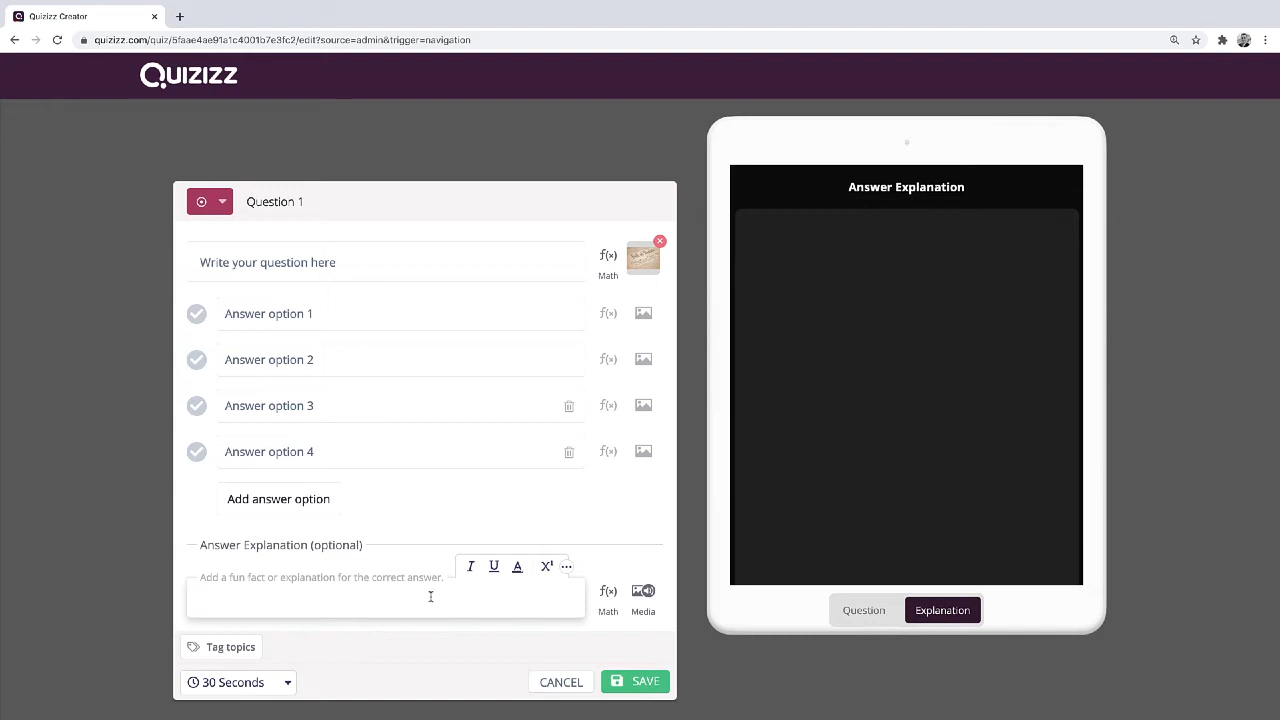 Quizizz Creator
quizizz.com/quiz/5faae4ae91a1c4001b7e3fc2/edit?source=admin&trigger=navigation
Quizizz
Question 1
Write your question here
f(x)
Math
Answer option 1
f(x)
Answer option 2
f(x)
Answer option 3
f(x)
Answer option 4
f(x)
Add answer option
Answer Explanation (optional)
I U A X¹ ...
Add a fun fact or explanation for the correct answer.
f(x)
Math
Media
Tag topics
30 Seconds
CANCEL
SAVE
Answer Explanation
Question
Explanation